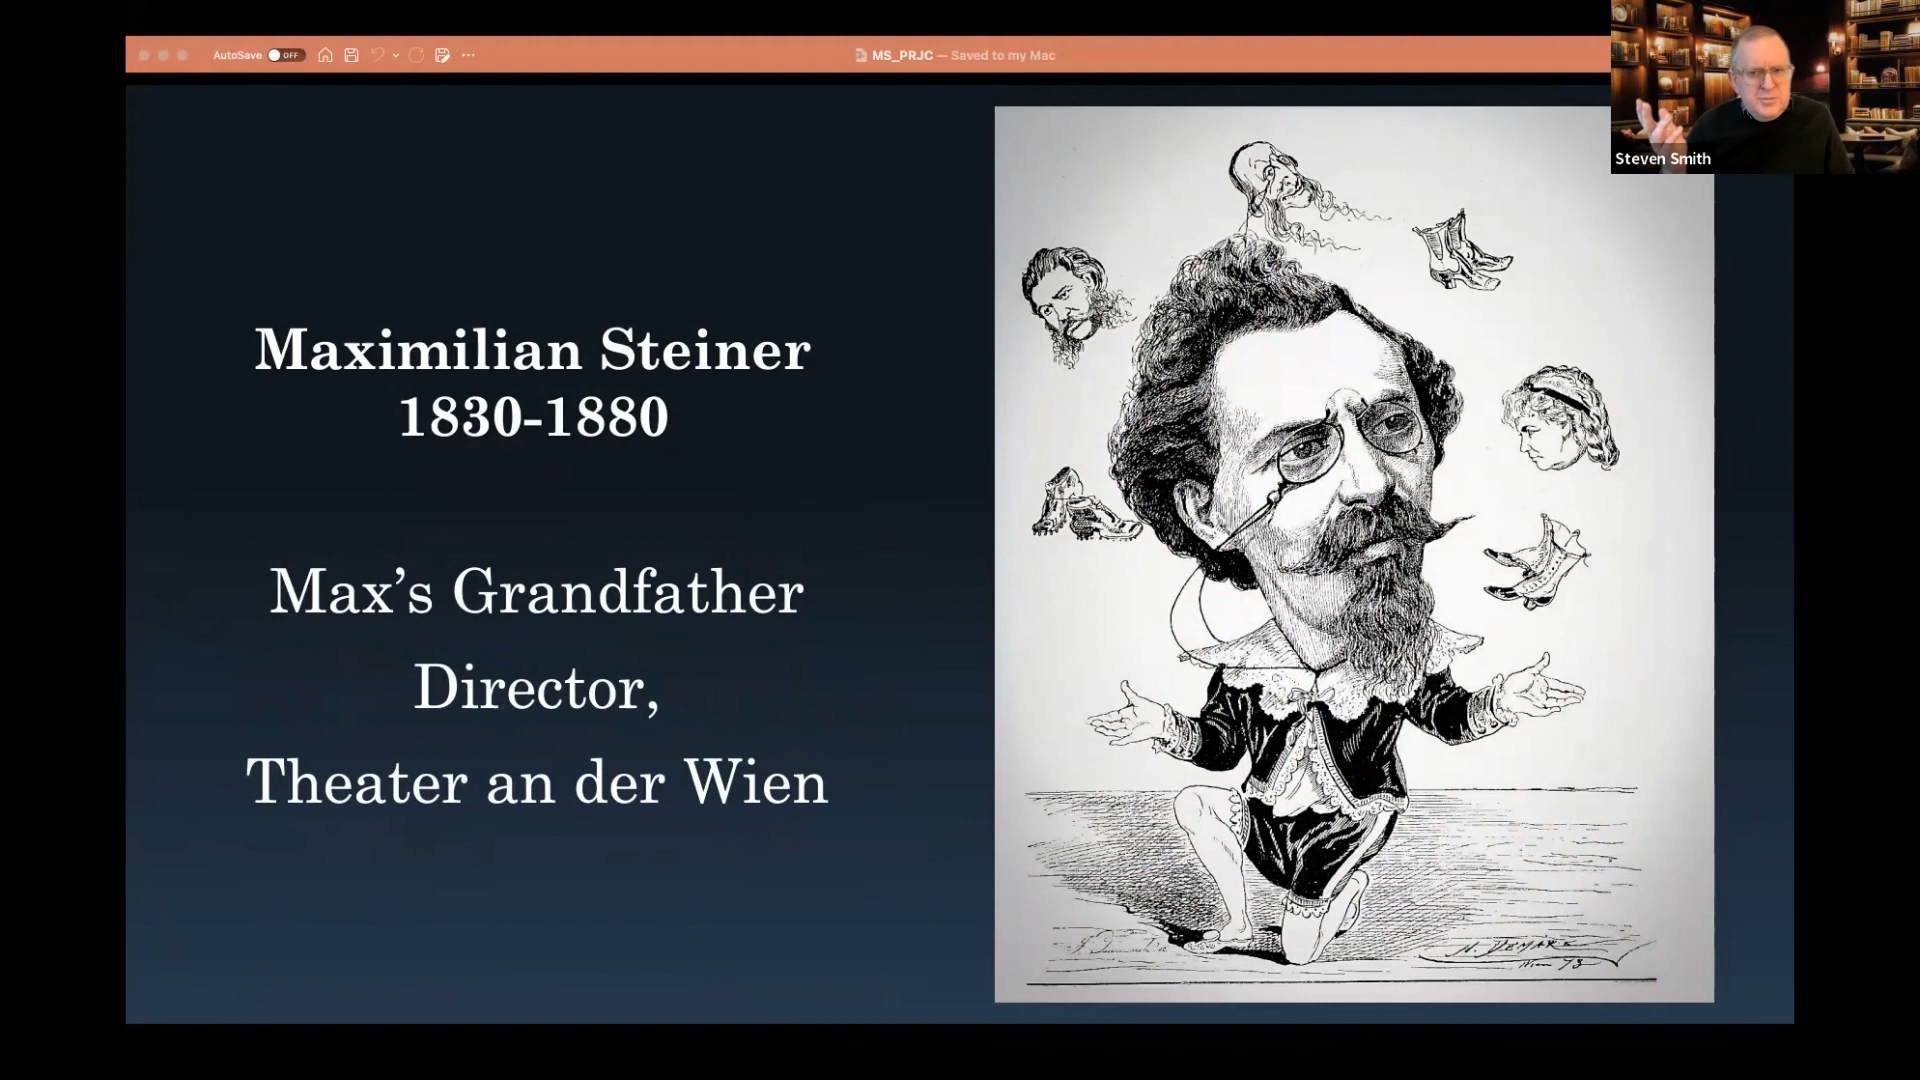 AutoSave OFF
MS_PRJC — Saved to my Mac
Steven Smith
Maximilian Steiner
1830-1880
Max’s Grandfather
Director,
Theater an der Wien